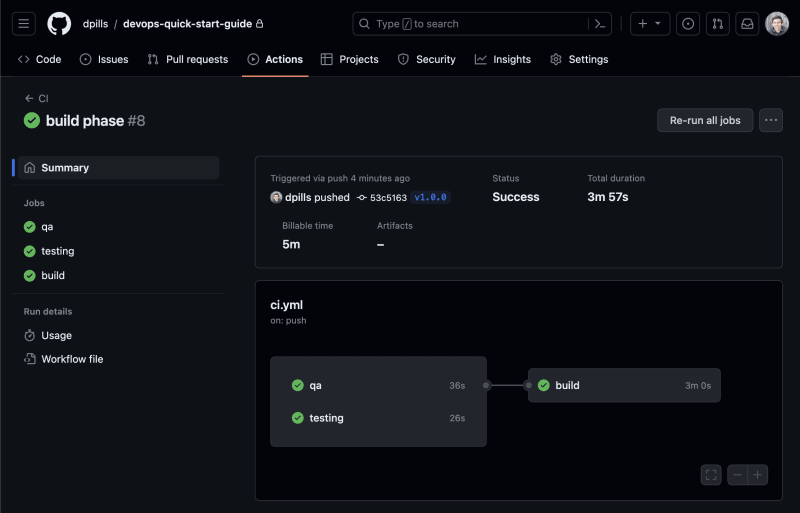 dpills / devops-quick-start-guide
Type / to search
Code Issues Pull requests Actions Projects Security Insights Settings
← CI
build phase #8
Re-run all jobs
Summary
Jobs
qa
testing
build
Run details
Usage
Workflow file
Triggered via push 4 minutes ago
dpills pushed 53c5163 v1.0.0
Status
Success
Total duration
3m 57s
Billable time
5m
Artifacts
–
ci.yml
on: push
qa 36s
testing 26s
build 3m 0s